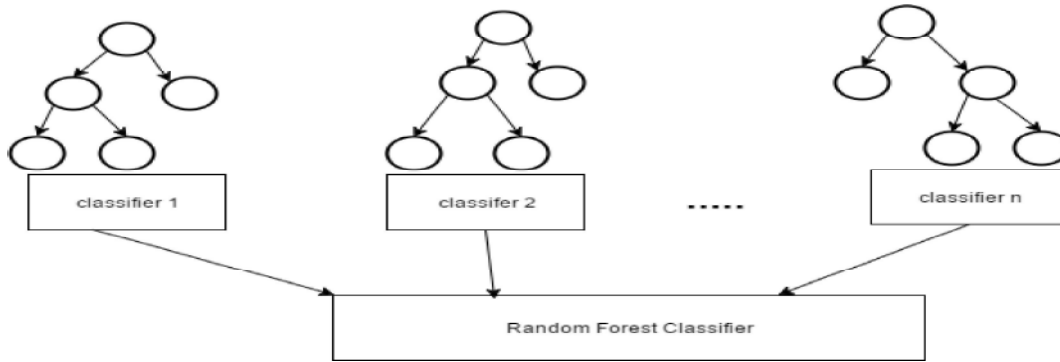 classifier 1
classifer 2
.....
classifier n
Random Forest Classifier